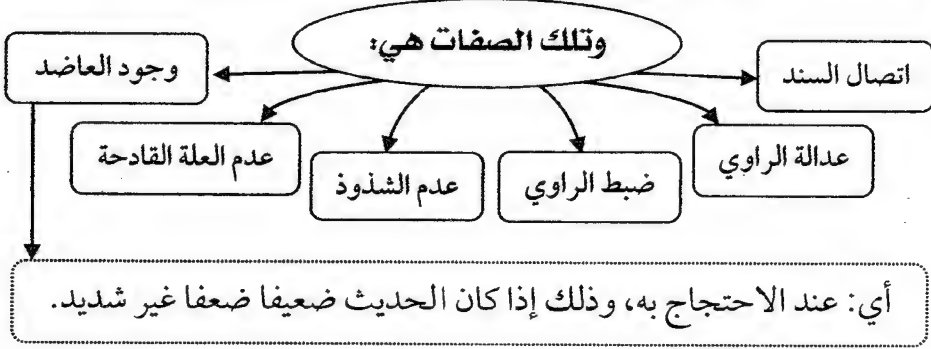 وتلك الصفات هي:
اتصال السند
عدالة الراوي
ضبط الراوي
عدم الشذوذ
عدم العلة القادحة
وجود العاضد
أي: عند الاحتجاج به، وذلك إذا كان الحديث ضعيفا ضعفا غير شديد.